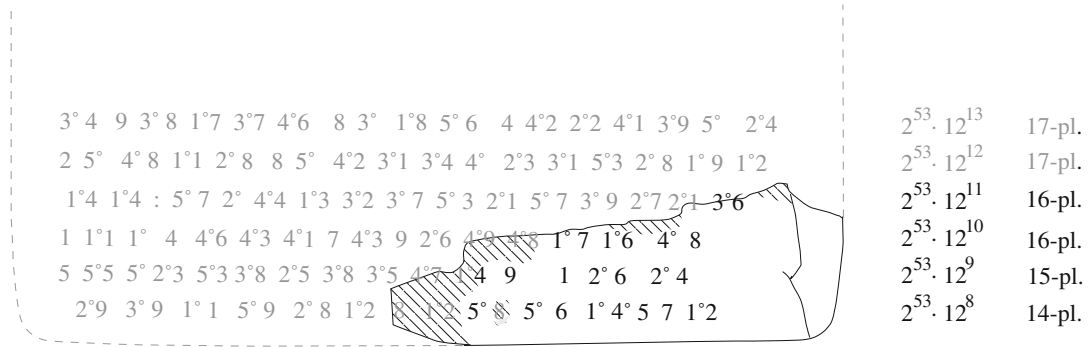 3°4 9 3°8 1°7 3°7 4°6 8 3° 1°8 5°6 4 4°2 2°2 4°1 3°9 5° 2°4 2⁵³· 12¹³ 17-pl.
2 5° 4°8 1°1 2°8 8 5° 4°2 3°1 3°4 4° 2°3 3°1 5°3 2°8 1°9 1°2 2⁵³· 12¹² 17-pl.
1°4 1°4 : 5°7 2° 4°4 1°3 3°2 3°7 5°3 2°1 5°7 3°9 2°7 2°1 3°6 2⁵³· 12¹¹ 16-pl.
1 1°1 1° 4 4°6 4°3 4°1 7 4°3 9 2°6 4°9 4°8 1°7 1°6 4° 8 2⁵³· 12¹⁰ 16-pl.
5 5°5 5° 2°3 5°3 3°8 2°5 3°8 3°5 4°7 1°4 9 1 2°6 2°4 2⁵³· 12⁹ 15-pl.
2°9 3°9 1°1 5°9 2°8 1°2 8 1°2 5° 8 5° 6 1°4°5 7 1°2 2⁵³· 12⁸ 14-pl.